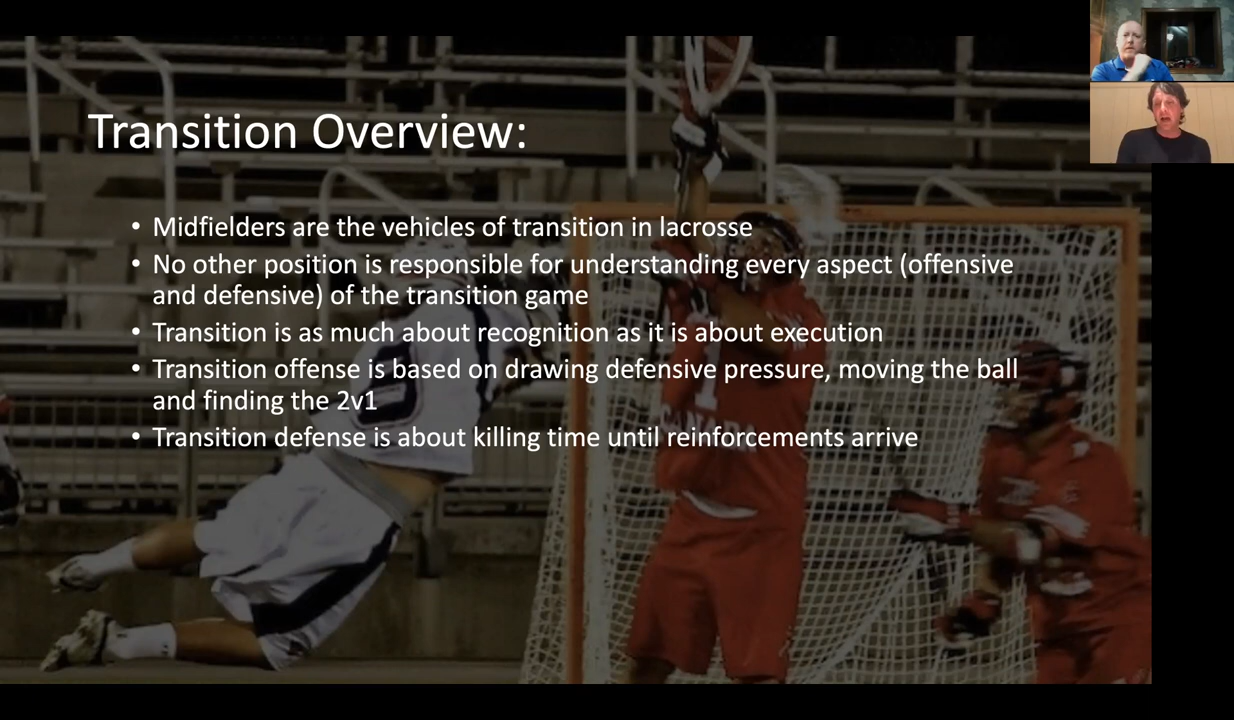 Transition Overview:
• Midfielders are the vehicles of transition in lacrosse
• No other position is responsible for understanding every aspect (offensive
and defensive) of the transition game
• Transition is as much about recognition as it is about execution
• Transition offense is based on drawing defensive pressure, moving the ball
and finding the 2v1
• Transition defense is about killing time until reinforcements arrive
1
CANADA